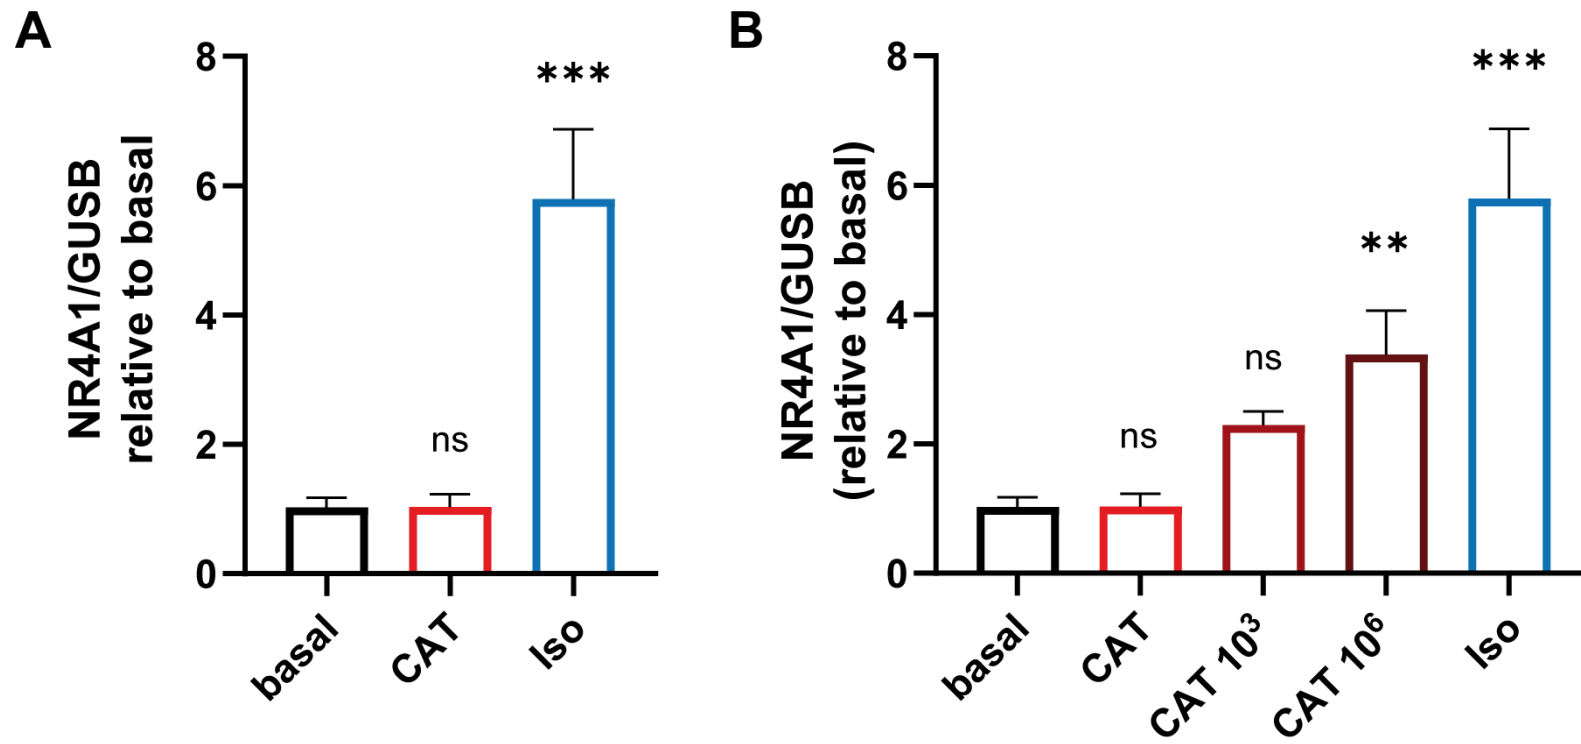 A
NR4A1/GUSB
relative to basal
8
6
4
2
0
ns
***
basal
CAT
Iso
B
NR4A1/GUSB
(relative to basal)
8
6
4
2
0
ns
ns
**
***
basal
CAT
CAT 10³
CAT 10⁶
Iso